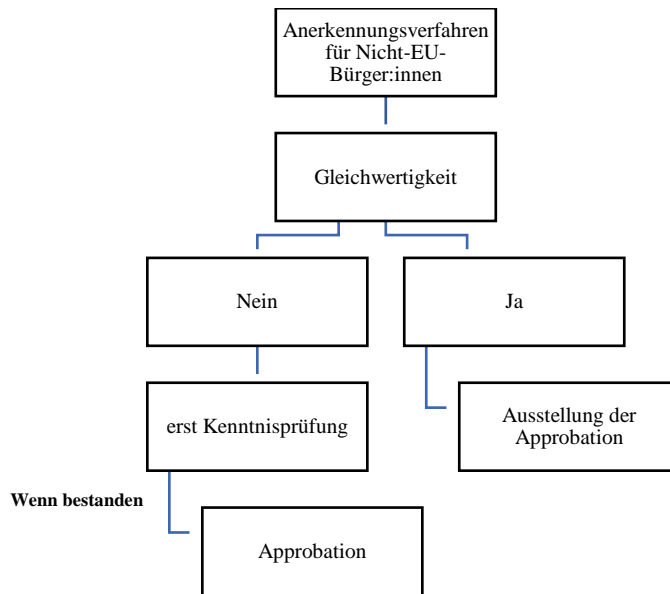 Anerkennungsverfahren
für Nicht-EU-
Bürger:innen
Gleichwertigkeit
Nein
Ja
erst Kenntnisprüfung
Ausstellung der
Approbation
Wenn bestanden
Approbation